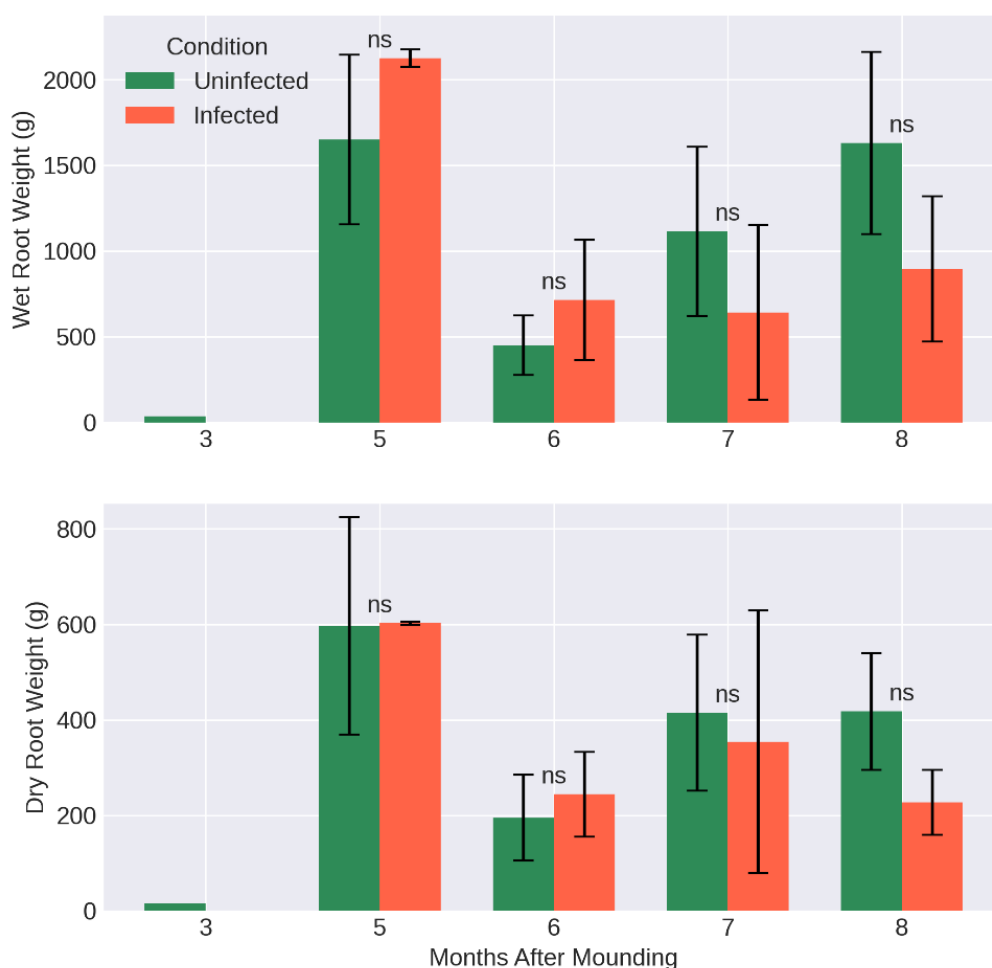 Condition
Uninfected
Infected
Wet Root Weight (g)
2000
1500
1000
500
0
ns
ns
ns
ns
3
5
6
7
8
Dry Root Weight (g)
800
600
400
200
0
ns
ns
ns
ns
3
5
6
7
8
Months After Mounding